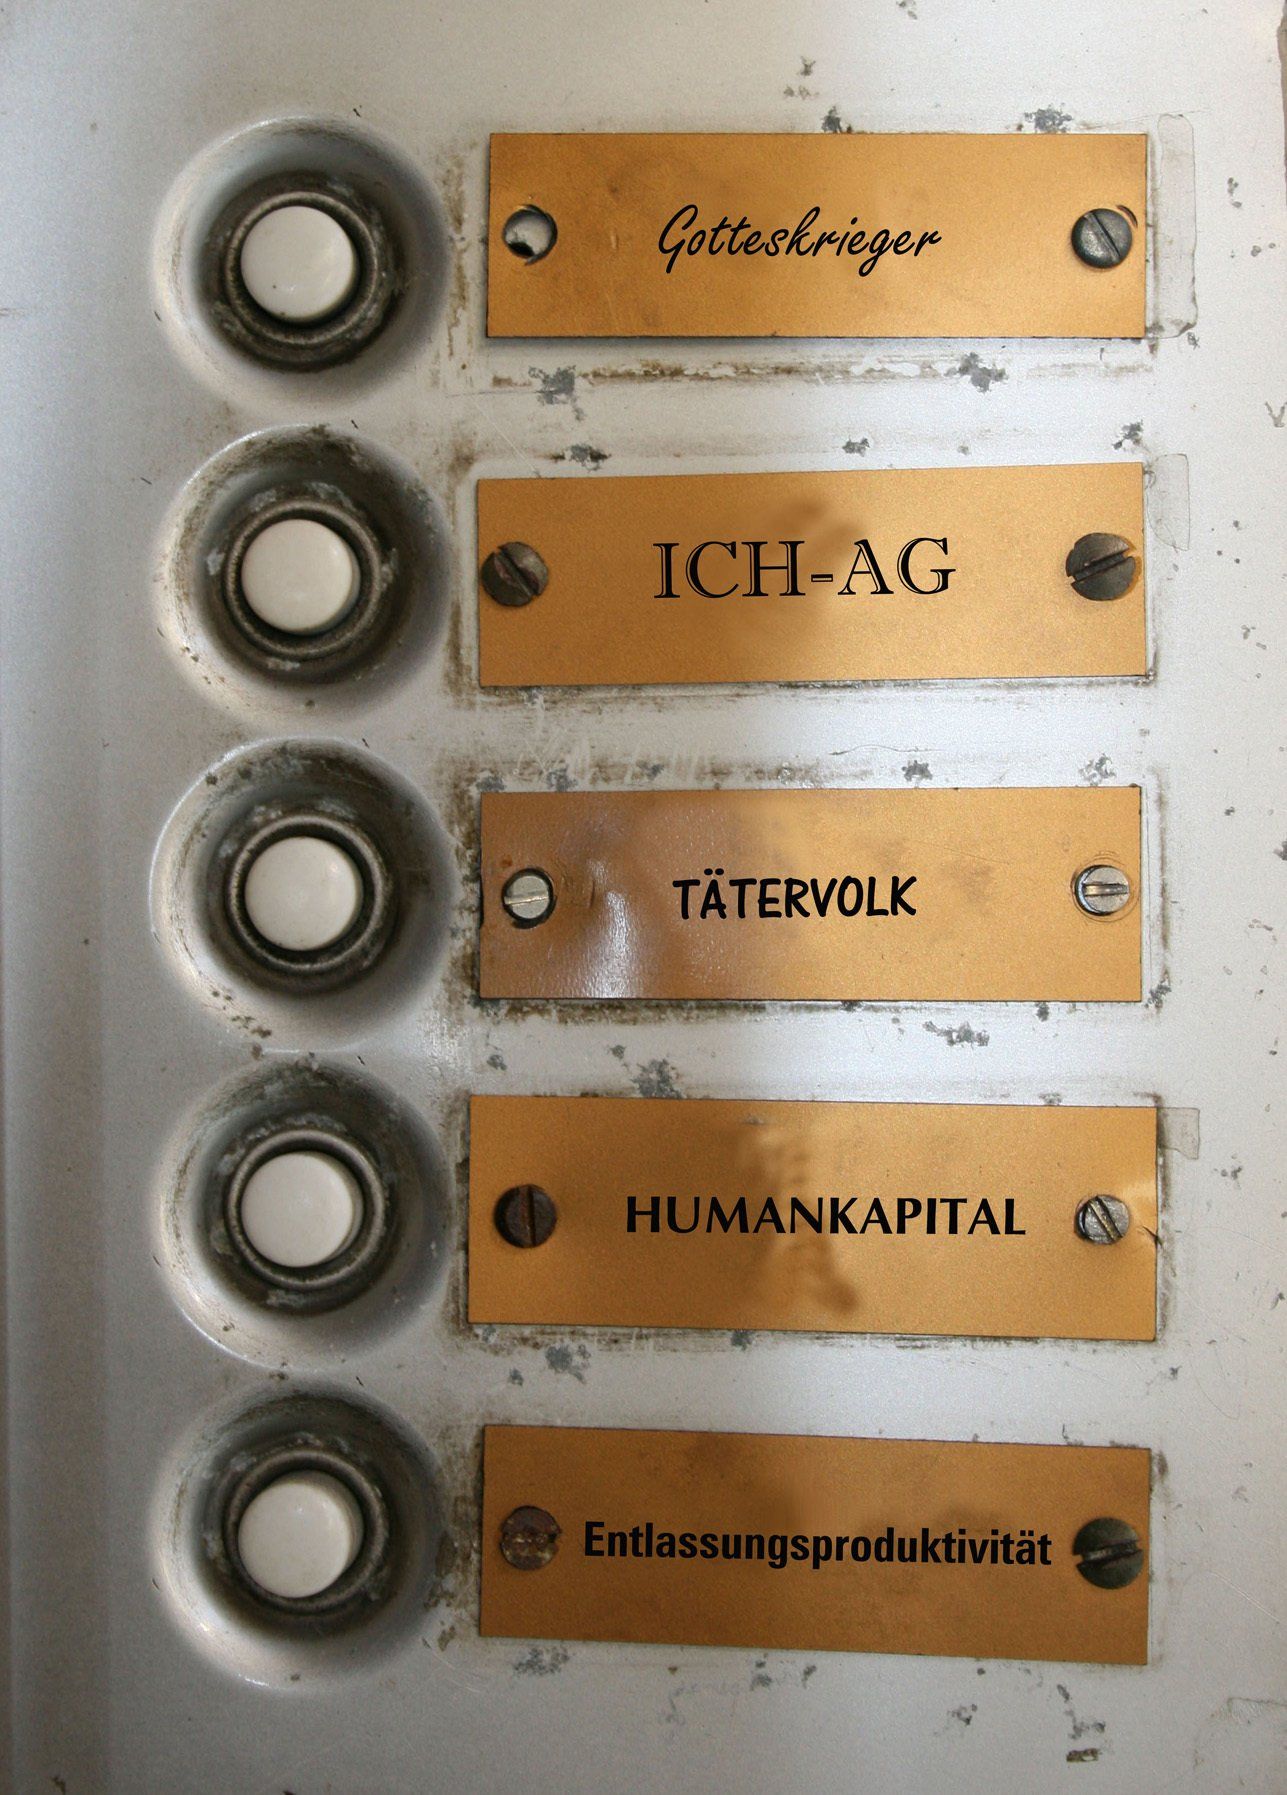 Gotteskrieger
ICH-AG
TÄTERVOLK
HUMANKAPITAL
Entlassungsproduktivität